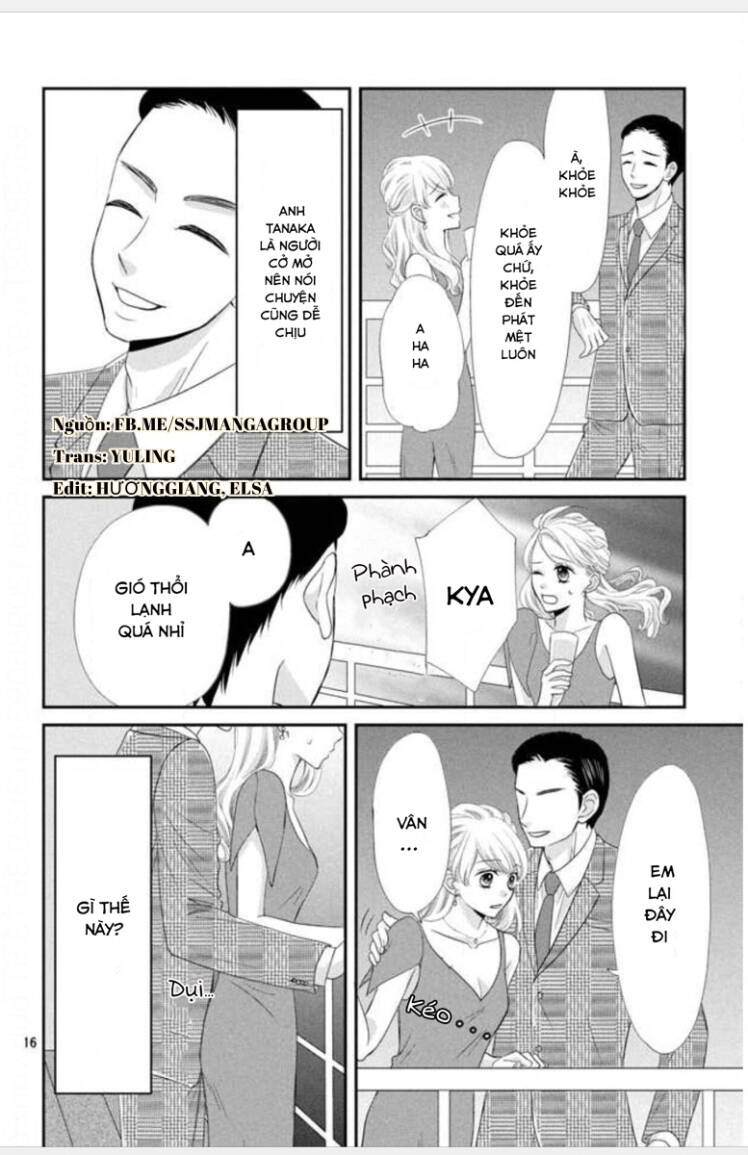 À,
KHỎE
KHỎE
KHỎE
QUÁ ẤY
CHỨ,
KHỎE
ĐẾN
PHÁT
MỆT
LUÔN
A
HA
HA
ANH
TANAKA
LÀ NGƯỜI
CỞ MỞ
NÊN NÓI
CHUYỆN
CŨNG DỄ
CHỊU
Nguồn: FB.ME/SSJMANGAGROUP
Trans: YULING
Edit: HƯƠNGGIANG, ELSA
KYA
Phành
phạch
A
GIÓ THỔI
LẠNH
QUÁ NHỈ
EM
LẠI
ĐÂY
ĐI
VÂN
...
Kéo...
GÌ THẾ
NÀY?
Dụi...
16